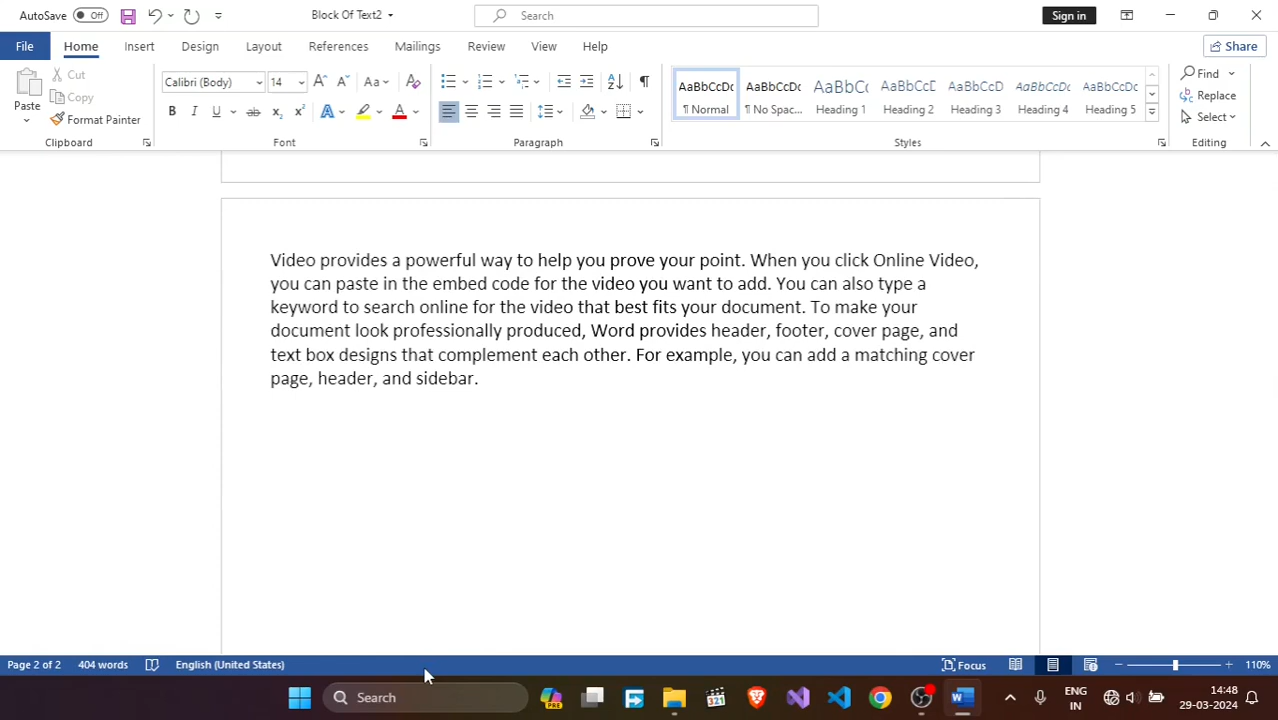 AutoSave Off Block Of Text2 Search Sign in
File Home Insert Design Layout References Mailings Review View Help Share
Paste Cut Copy Format Painter
Clipboard
Calibri (Body) 14 Aa
B I U ab x₂ x² A A
Font
Paragraph
AaBbCcDc ¶ Normal AaBbCcDc ¶ No Spac... AaBbCc Heading 1 AaBbCcD Heading 2 AaBbCcDc Heading 3 AaBbCcDc Heading 4 AaBbCcDc Heading 5
Styles
Find Replace Select
Editing
Video provides a powerful way to help you prove your point. When you click Online Video,
you can paste in the embed code for the video you want to add. You can also type a
keyword to search online for the video that best fits your document. To make your
document look professionally produced, Word provides header, footer, cover page, and
text box designs that complement each other. For example, you can add a matching cover
page, header, and sidebar.
Page 2 of 2 404 words English (United States) Focus 110%
Search PRE 321 W ENG IN 14:48 29-03-2024